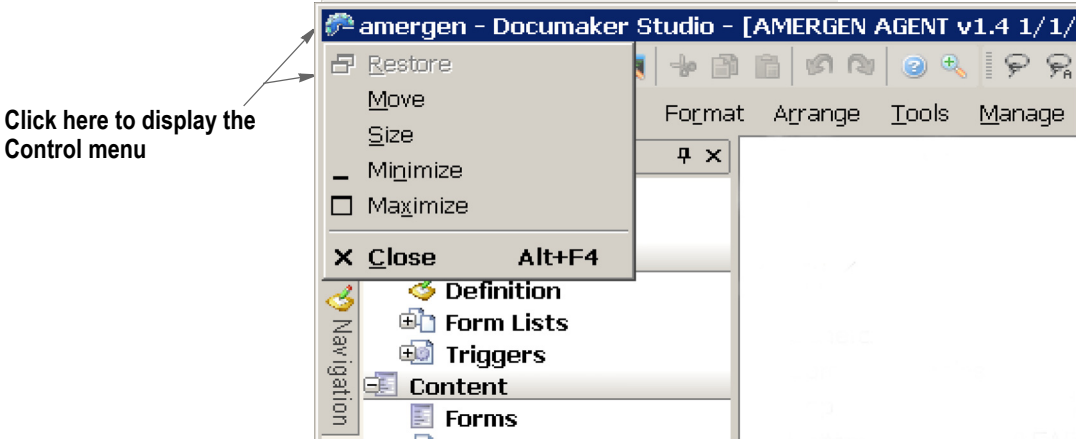 amergen - Documaker Studio - [AMERGEN AGENT v1.4 1/1/
Restore
Move
Size
Minimize
Maximize
Close Alt+F4
Click here to display the
Control menu
Format Arrange Tools Manage
Navigation
Definition
Form Lists
Triggers
Content
Forms